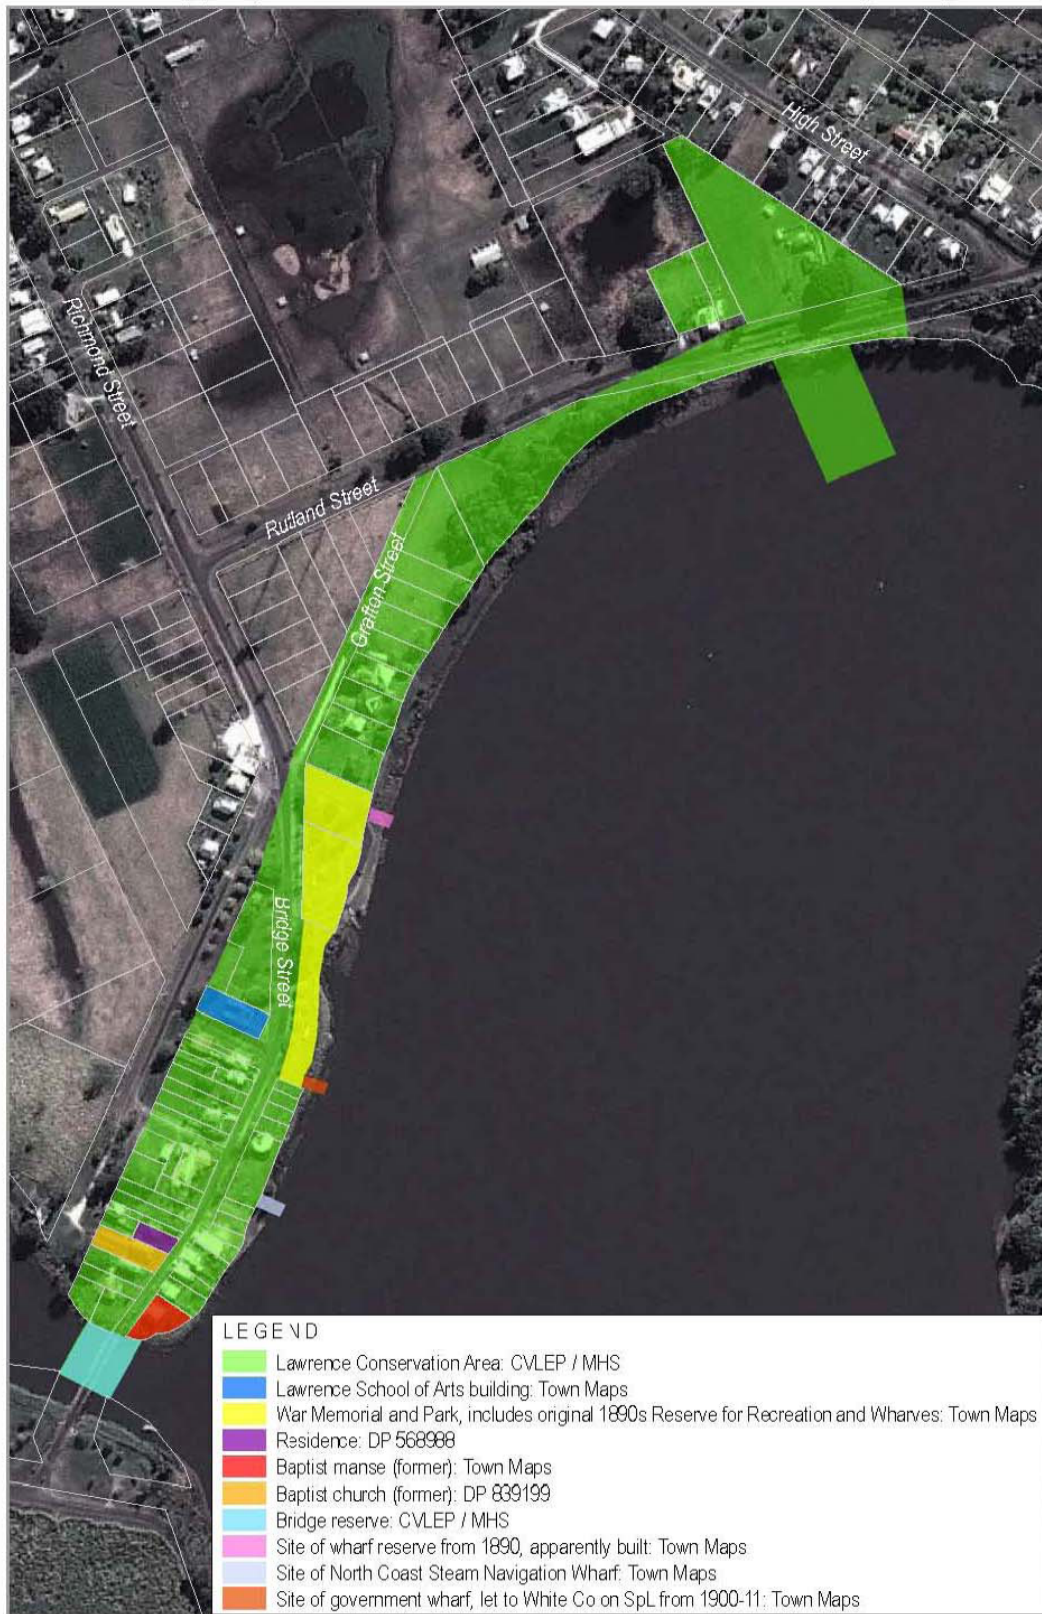 High Street
Richmond Street
Rutland Street
Grafton Street
Bridge Street
LEGEND
Lawrence Conservation Area: CVLEP / MHS
Lawrence School of Arts building: Town Maps
War Memorial and Park, includes original 1890s Reserve for Recreation and Wharves: Town Maps
Residence: DP 568988
Baptist manse (former): Town Maps
Baptist church (former): DP 839199
Bridge reserve: CVLEP / MHS
Site of wharf reserve from 1890, apparently built: Town Maps
Site of North Coast Steam Navigation Wharf: Town Maps
Site of government wharf, let to White Co on SpL from 1900-11: Town Maps